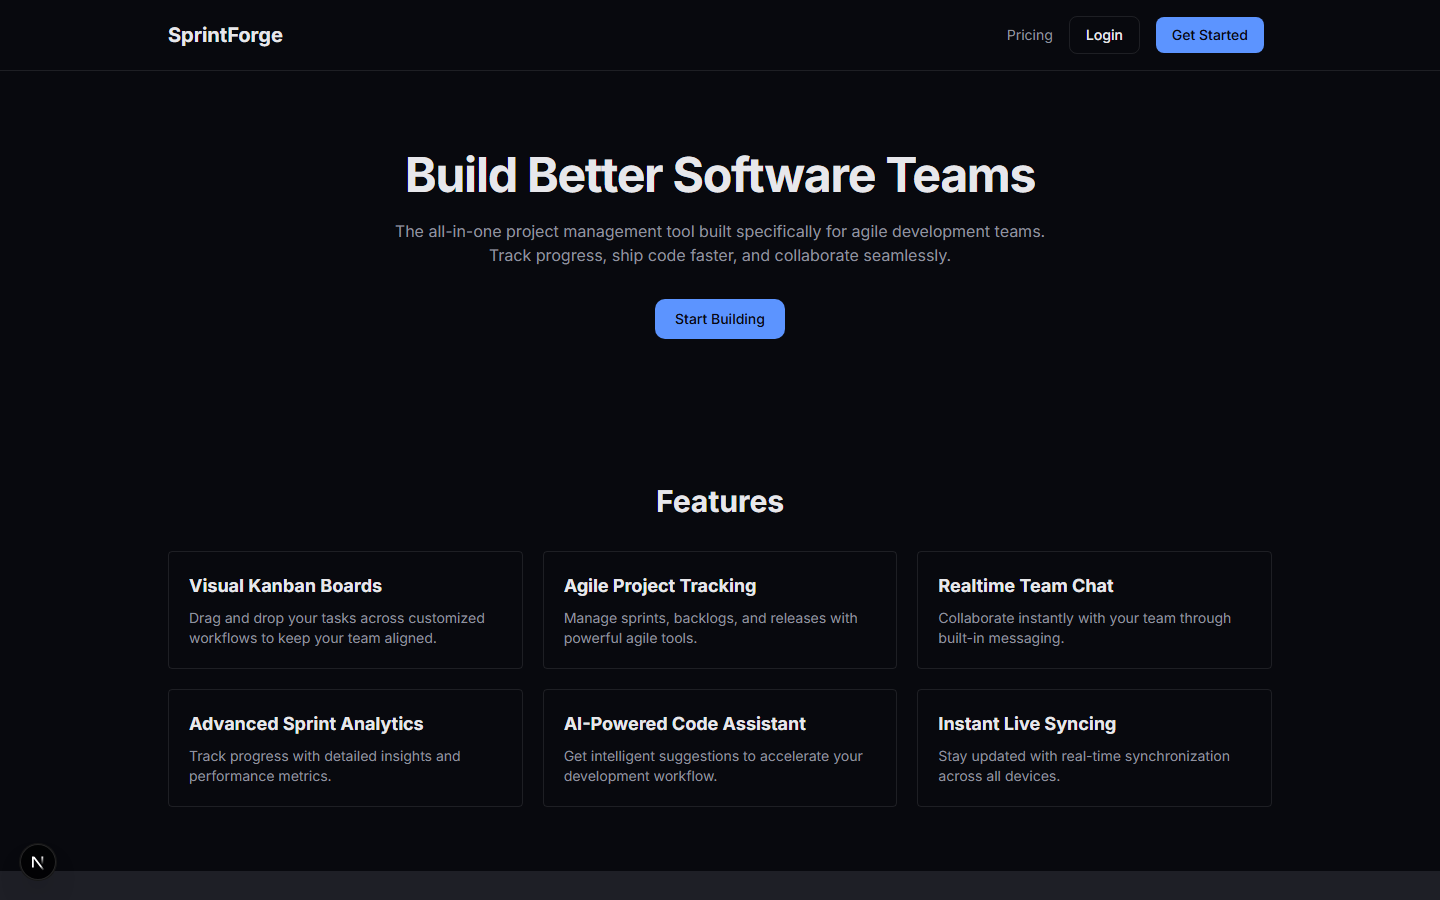 SprintForge
Pricing
Login
Get Started
Build Better Software Teams
The all-in-one project management tool built specifically for agile development teams.
Track progress, ship code faster, and collaborate seamlessly.
Start Building
Features
Visual Kanban Boards
Drag and drop your tasks across customized
workflows to keep your team aligned.
Agile Project Tracking
Manage sprints, backlogs, and releases with
powerful agile tools.
Realtime Team Chat
Collaborate instantly with your team through
built-in messaging.
Advanced Sprint Analytics
Track progress with detailed insights and
performance metrics.
AI-Powered Code Assistant
Get intelligent suggestions to accelerate your
development workflow.
Instant Live Syncing
Stay updated with real-time synchronization
across all devices.
N